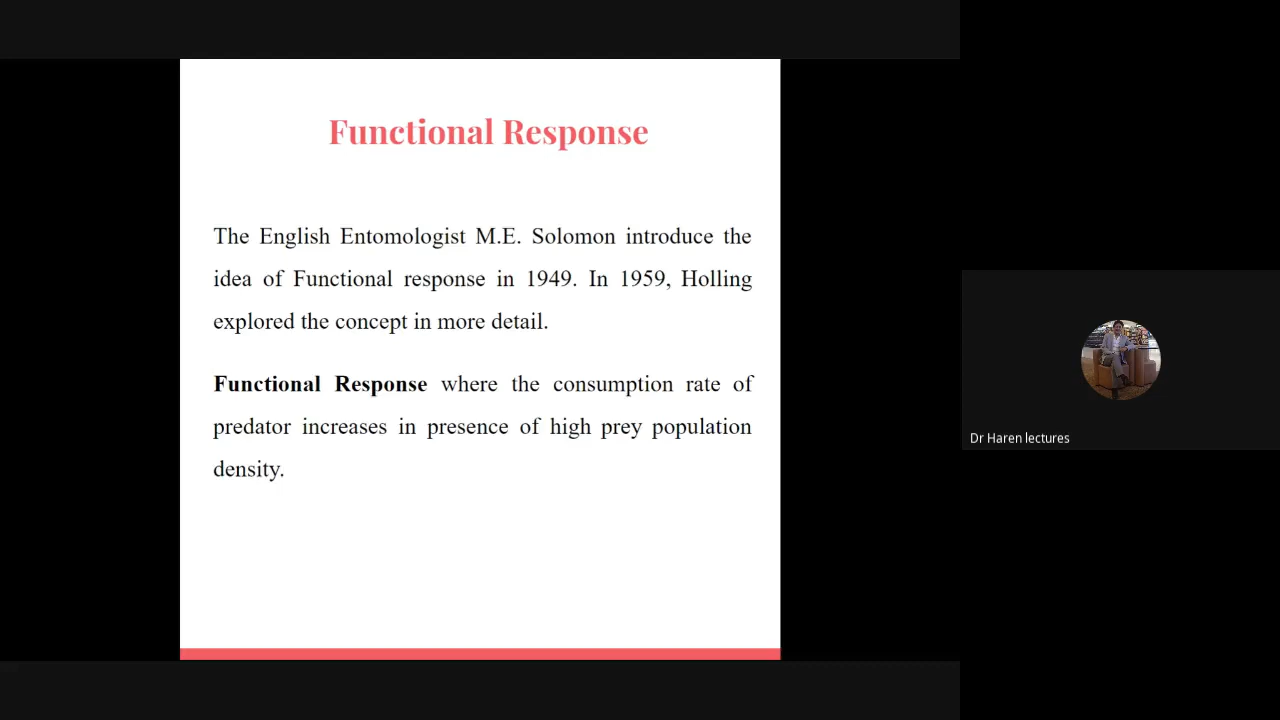 Functional Response
The English Entomologist M.E. Solomon introduce the
idea of Functional response in 1949. In 1959, Holling
explored the concept in more detail.
Functional Response where the consumption rate of
predator increases in presence of high prey population
density.
Dr Haren lectures